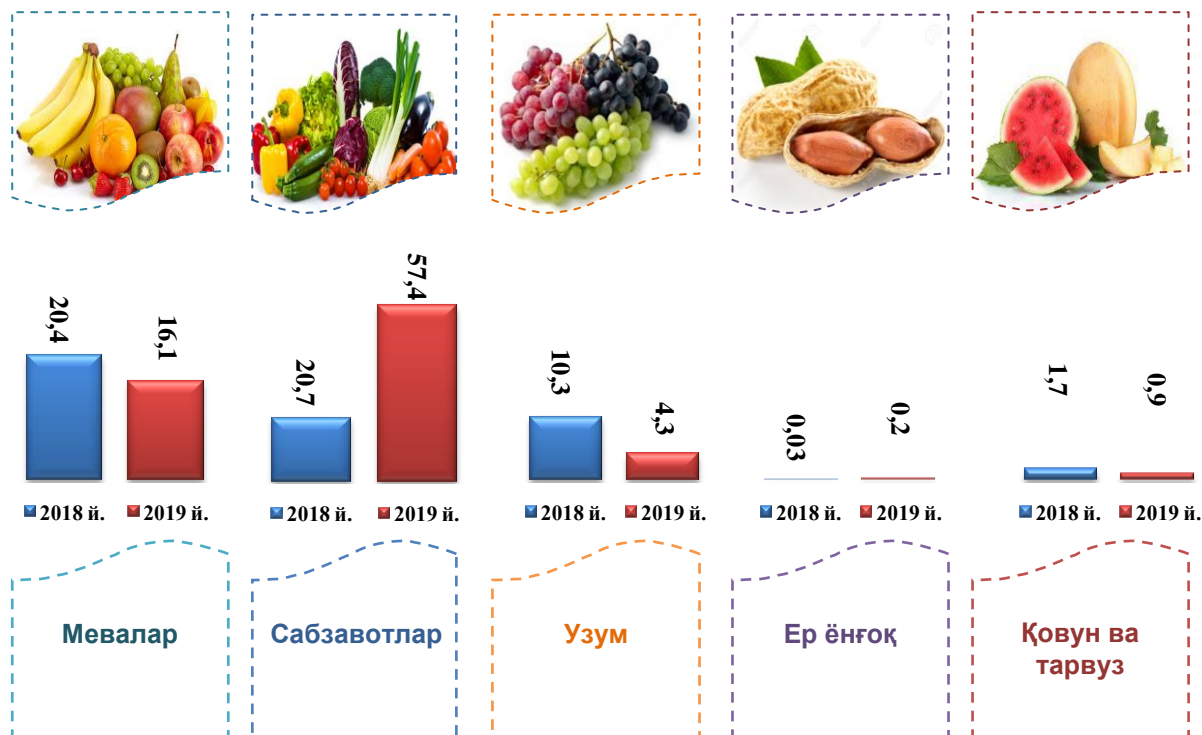 20,4
16,1
20,7
57,4
10,3
4,3
0,03
0,2
1,7
0,9
2018 й. 2019 й.
2018 й. 2019 й.
2018 й. 2019 й.
2018 й. 2019 й.
2018 й. 2019 й.
Мевалар
Сабзавотлар
Узум
Ер ёнғоқ
Қовун ва
тарвуз